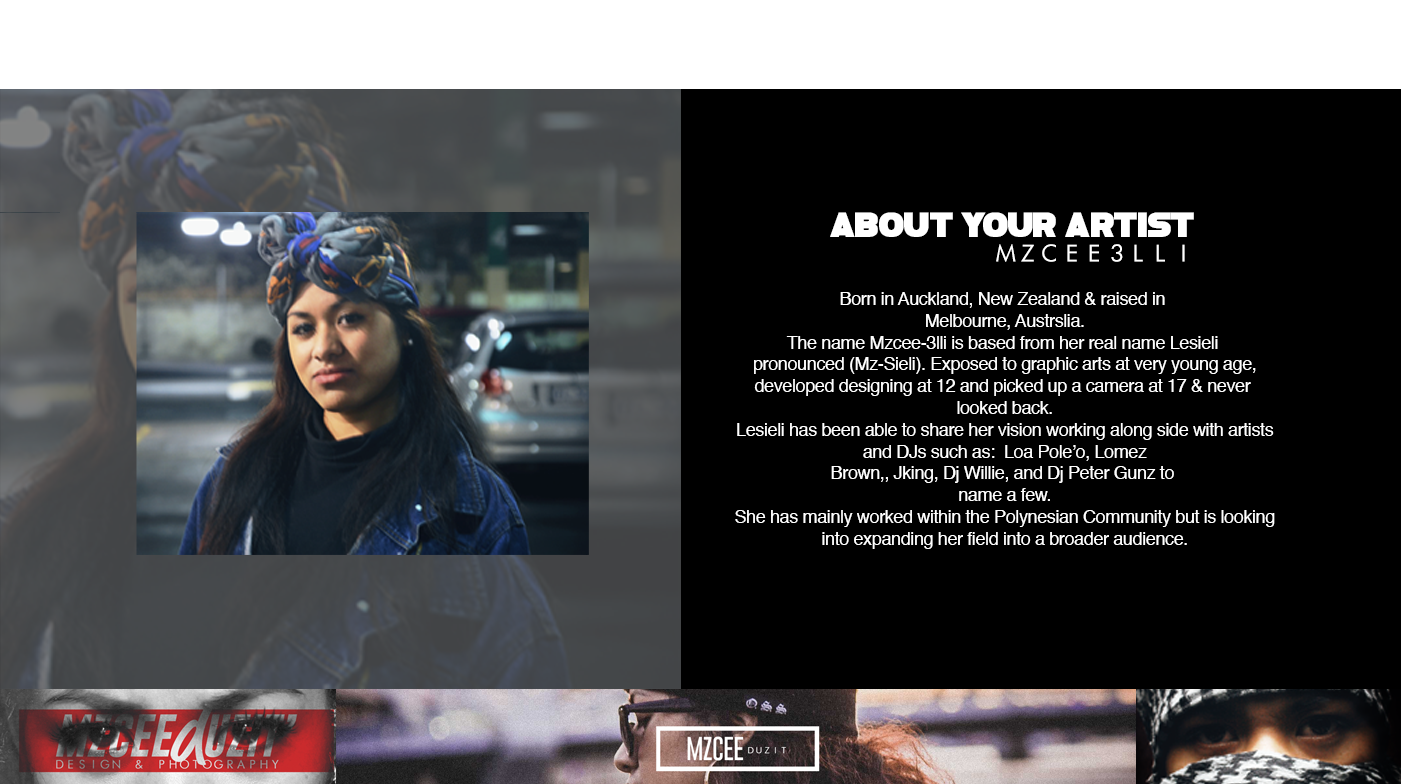 ABOUT YOUR ARTIST
MZCEE3LLI
Born in Auckland, New Zealand & raised in
Melbourne, Austrslia.
The name Mzcee-3lli is based from her real name Lesieli
pronounced (Mz-Sieli). Exposed to graphic arts at very young age,
developed designing at 12 and picked up a camera at 17 & never
looked back.
Lesieli has been able to share her vision working along side with artists
and DJs such as:  Loa Pole’o, Lomez
Brown,, Jking, Dj Willie, and Dj Peter Gunz to
name a few.
She has mainly worked within the Polynesian Community but is looking
into expanding her field into a broader audience.
MZCEEdUZIT
DESIGN & PHOTOGRAPHY
MZCEE DUZIT